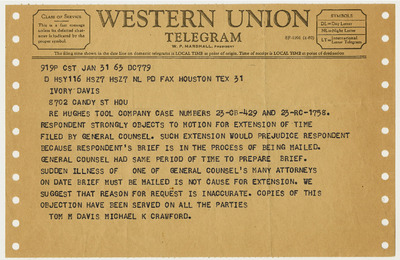 CLASS OF SERVICE
This is a fast message unless its deferred character is indicated by the proper symbol.
WESTERN UNION
TELEGRAM
W. P. MARSHALL, PRESIDENT
SYMBOLS
DL=Day Letter
NL=Night Letter
LT=International Letter Telegram
The filing time shown in the date line on domestic telegrams is LOCAL TIME at point of origin. Time of receipt is LOCAL TIME at point of destination
919P CST JAN 31 63 DC779
D HSY116 HSZ7 HSZ7 NL PD FAX HOUSTON TEX 31
IVORY DAVIS
8702 CANDY ST HOU
RE HUGHES TOOL COMPANY CASE NUMBERS 23-CB-429 AND 23-RC-1758.
RESPONDENT STRONGLY OBJECTS TO MOTION FOR EXTENSION OF TIME
FILED BY GENERAL COUNSEL. SUCH EXTENSION WOULD PREJUDICE RESPONDENT
BECAUSE RESPONDENT'S BRIEF IS IN THE PROCESS OF BEING MAILED.
GENERAL COUNSEL HAD SAME PERIOD OF TIME TO PREPARE BRIEF.
SUDDEN ILLNESS OF ONE OF GENERAL COUNSEL'S MANY ATTORNEYS
ON DATE BRIEF MUST BE MAILED IS NOT CAUSE FOR EXTENSION. WE
SUGGEST THAT REASON FOR REQUEST IS INACCURATE. COPIES OF THIS
OBJECTION HAVE BEEN SERVED ON ALL THE PARTIES
TOM M DAVIS MICHAEL K CRAWFORD.